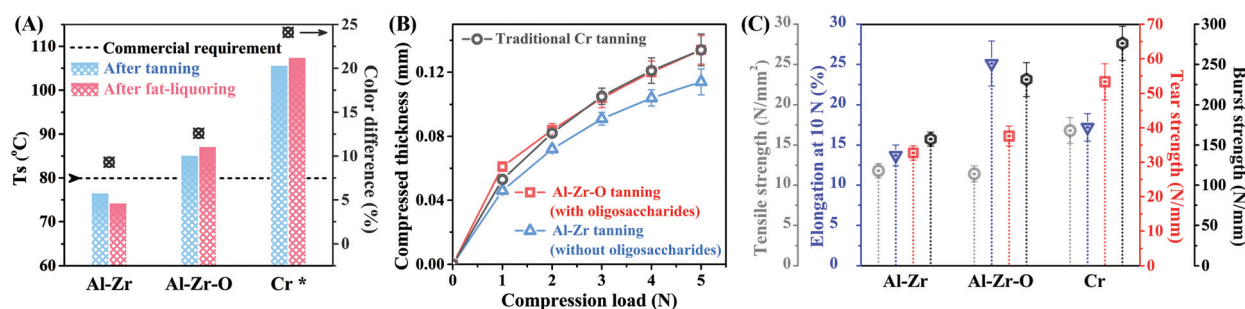 (A)
Ts (°C)
110
100
90
80
70
60
Commercial requirement
After tanning
After fat-liquoring
Al-Zr
Al-Zr-O
Cr *
25
20
15
10
5
0
Color difference (%)
(B)
Compressed thickness (mm)
0.12
0.08
0.04
0.00
Traditional Cr tanning
Al-Zr-O tanning
(with oligosaccharides)
Al-Zr tanning
(without oligosaccharides)
0
1
2
3
4
5
Compression load (N)
(C)
Tensile strength (N/mm²)
30
25
20
15
10
5
0
Elongation at 10 N (%)
30
25
20
15
10
5
0
Al-Zr
Al-Zr-O
Cr
70
60
50
40
30
20
10
0
Tear strength (N/mm)
300
250
200
150
100
50
0
Burst strength (N/mm)